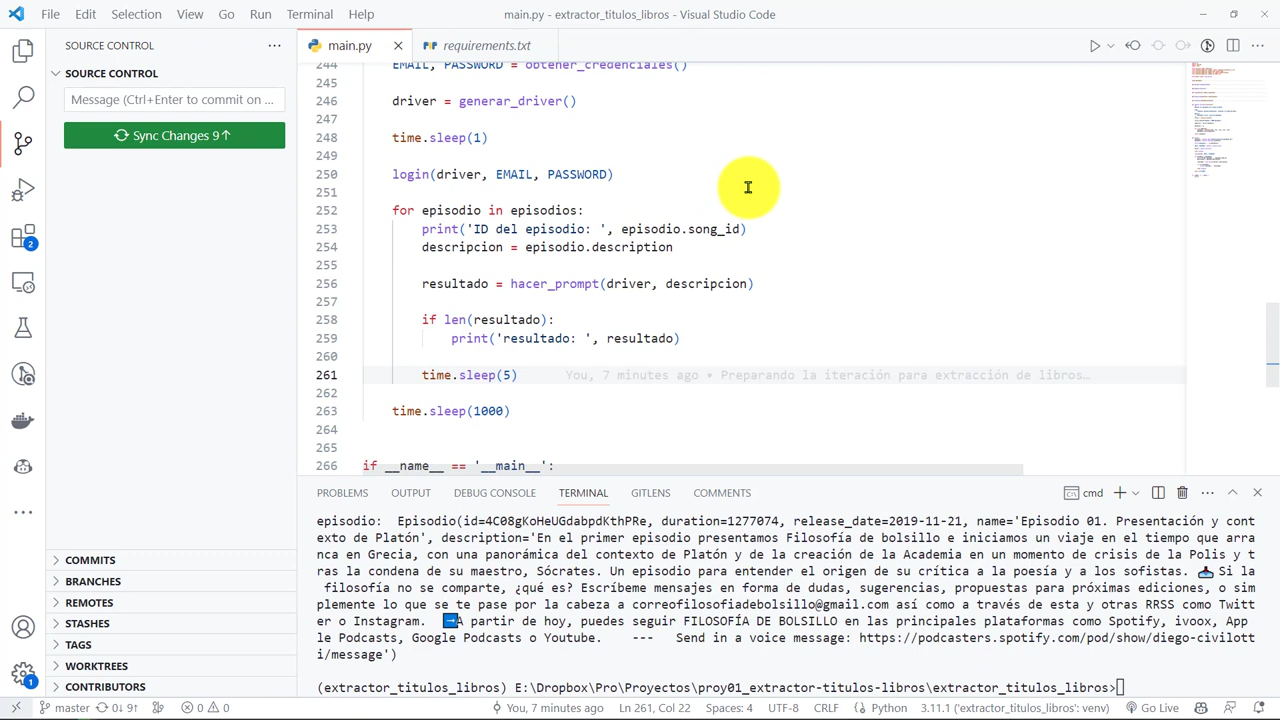 File Edit Selection View Go Run Terminal Help main.py - extractor_titulos_libros - Visual Studio Code
SOURCE CONTROL
main.py
requirements.txt
SOURCE CONTROL
Message (Ctrl+Enter to commit on ...
Sync Changes 9↑
244 EMAIL, PASSWORD = obtener_credenciales()
245
246 driver = generar_driver()
247
248 time.sleep(1)
249
250 login(driver, EMAIL, PASSWORD)
251
252 for episodio in episodios:
253 print('ID del episodio: ', episodio.song_id)
254 descripcion = episodio.description
255
256 resultado = hacer_prompt(driver, descripcion)
257
258 if len(resultado):
259 print('resultado: ', resultado)
260
261 time.sleep(5) You, 7 minutes ago • Preparando la iteración para extracción de libros…
262
263 time.sleep(1000)
264
265
266 if __name__ == '__main__':
PROBLEMS OUTPUT DEBUG CONSOLE TERMINAL GITLENS COMMENTS cmd
episodio: Episodio(id=4C08gKoHeUGdabpdKthPRe, duration=1277074, release_date=2019-11-21, name='Episodio 01. Presentación y cont
exto de Platón', description='En el primer episodio presentamos Filosofía de bolsillo e iniciamos un viaje en el tiempo que arra
nca en Grecia, con una panorámica del contexto de Platón y de la creación de la Academia en un momento de crisis de la Polis y t
ras la condena de su maestro, Sócrates. Un episodio para entender el origen de su crítica a la poesía y a los sofistas. 📥Si la
filosofía no se comparte, ¿qué es? Escríbeme mensajes en forma de dudas, sugerencias, propuestas para próximas ediciones, o sim
plemente lo que se te pase por la cabeza a correofilosofiadebolsillo@gmail.com así como a través de esta y otras RRSS como Twitt
er o Instagram. ➡A partir de hoy, puedes seguir FILOSOFÍA DE BOLSILLO en las principales plataformas como Spotify, ivoox, App
le Podcasts, Google Podcasts o Youtube. --- Send in a voice message: https://podcasters.spotify.com/pod/show/diego-civilott
i/message')
(extractor_titulos_libros) E:\Dropbox\Pro\Proyectos\proy01_extractor-titulos-libros\extractor_titulos_libros>
COMMITS
BRANCHES
REMOTES
STASHES
TAGS
WORKTREES
CONTRIBUTORS
2
1
master 0↓ 9↑ 0 0 You, 7 minutes ago Ln 261, Col 22 Spaces: 4 UTF-8 CRLF Python 3.11.1 ('extractor_titulos_libros': venv) Go Live